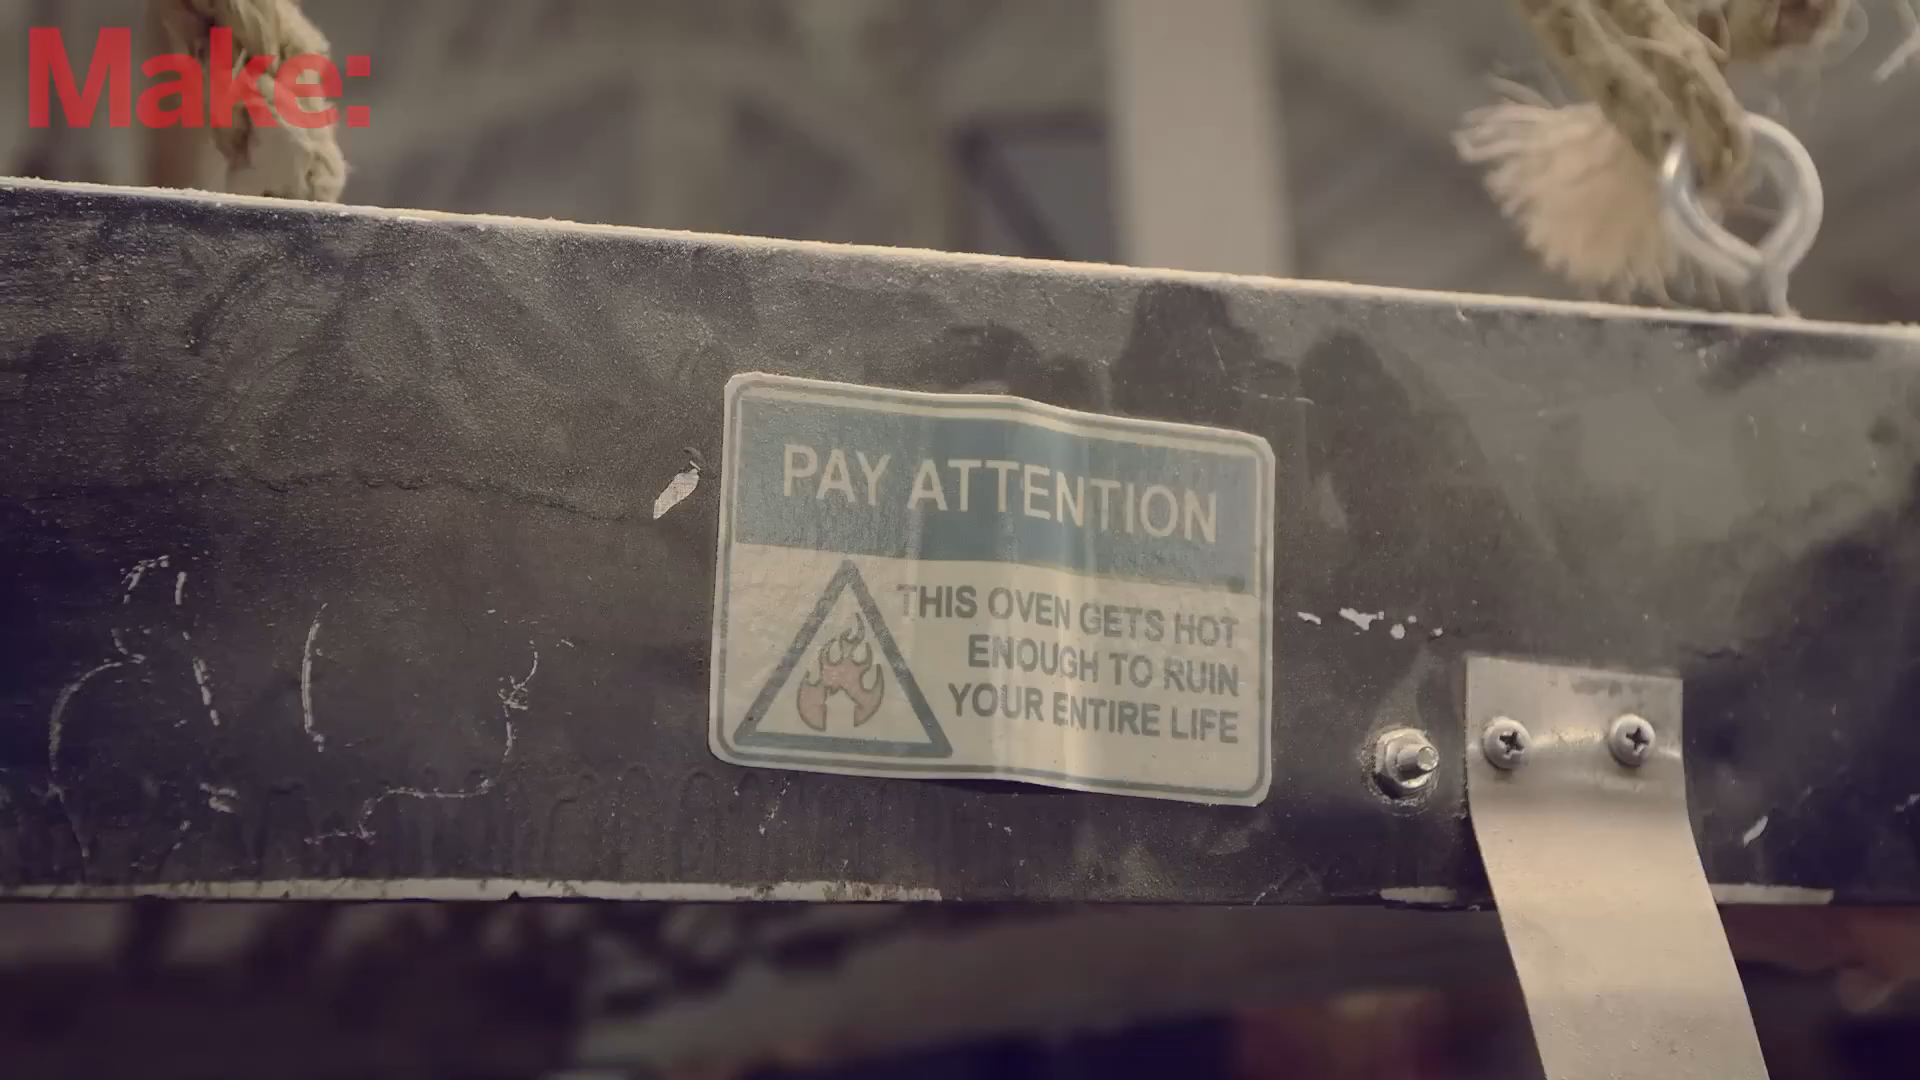 Make:
PAY ATTENTION
THIS OVEN GETS HOT
ENOUGH TO RUIN
YOUR ENTIRE LIFE